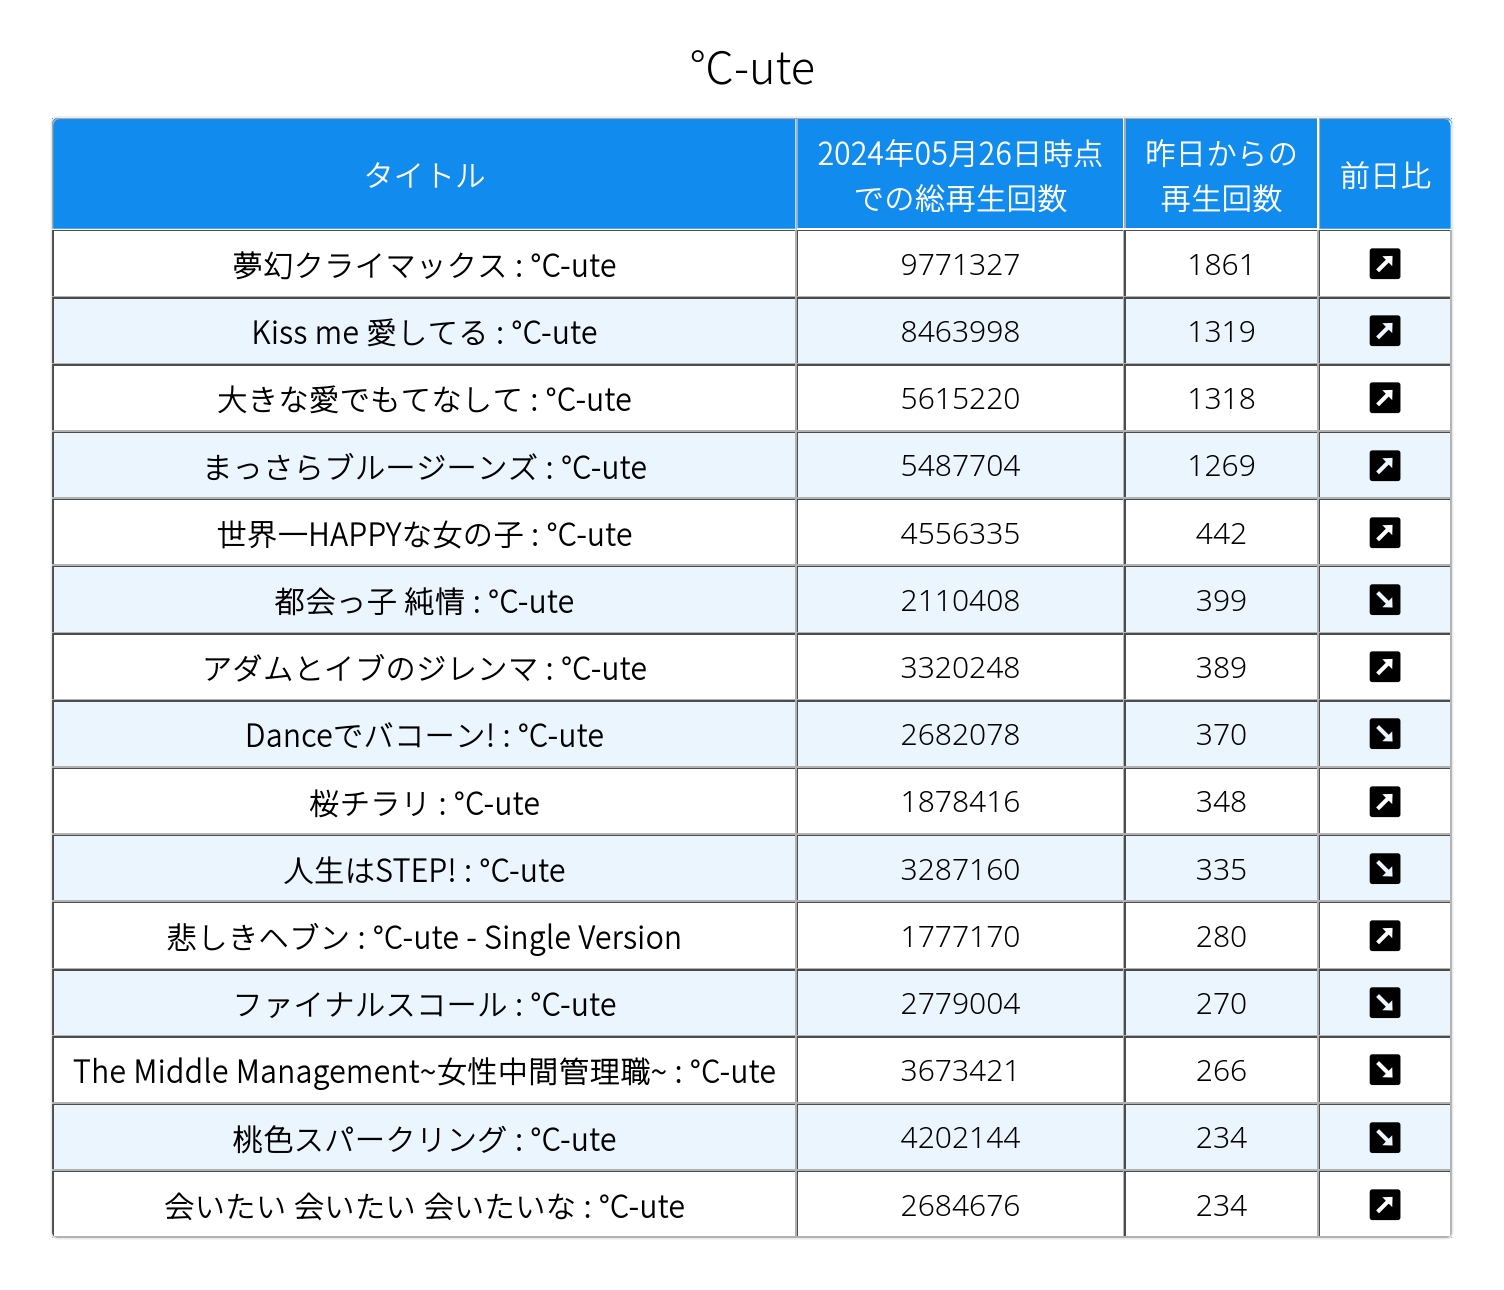 ℃-ute
タイトル
2024年05月26日時点
での総再生回数
昨日からの
再生回数
前日比
夢幻クライマックス : ℃-ute 9771327 1861
Kiss me 愛してる : ℃-ute 8463998 1319
大きな愛でもてなして : ℃-ute 5615220 1318
まっさらブルージーンズ : ℃-ute 5487704 1269
世界一HAPPYな女の子 : ℃-ute 4556335 442
都会っ子 純情 : ℃-ute 2110408 399
アダムとイブのジレンマ : ℃-ute 3320248 389
Danceでバコーン! : ℃-ute 2682078 370
桜チラリ : ℃-ute 1878416 348
人生はSTEP! : ℃-ute 3287160 335
悲しきヘブン : ℃-ute - Single Version 1777170 280
ファイナルスコール : ℃-ute 2779004 270
The Middle Management~女性中間管理職~ : ℃-ute 3673421 266
桃色スパークリング : ℃-ute 4202144 234
会いたい 会いたい 会いたいな : ℃-ute 2684676 234